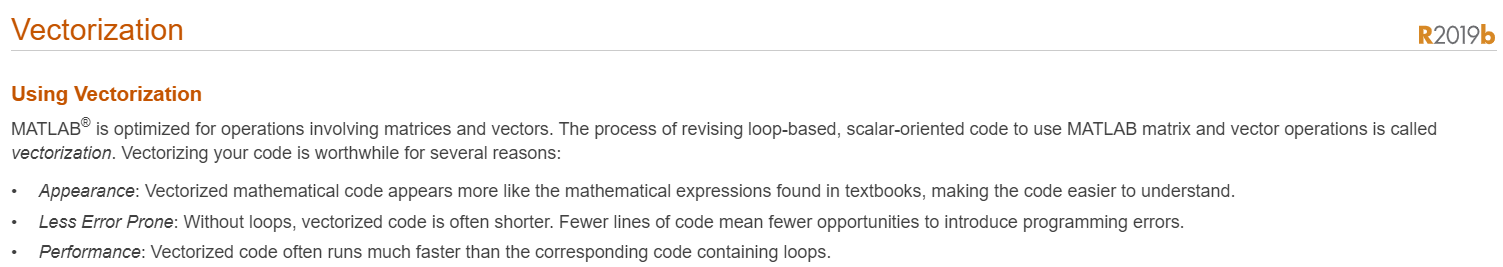 Vectorization
R2019b
Using Vectorization
MATLAB® is optimized for operations involving matrices and vectors. The process of revising loop-based, scalar-oriented code to use MATLAB matrix and vector operations is called
vectorization. Vectorizing your code is worthwhile for several reasons:
• Appearance: Vectorized mathematical code appears more like the mathematical expressions found in textbooks, making the code easier to understand.
• Less Error Prone: Without loops, vectorized code is often shorter. Fewer lines of code mean fewer opportunities to introduce programming errors.
• Performance: Vectorized code often runs much faster than the corresponding code containing loops.